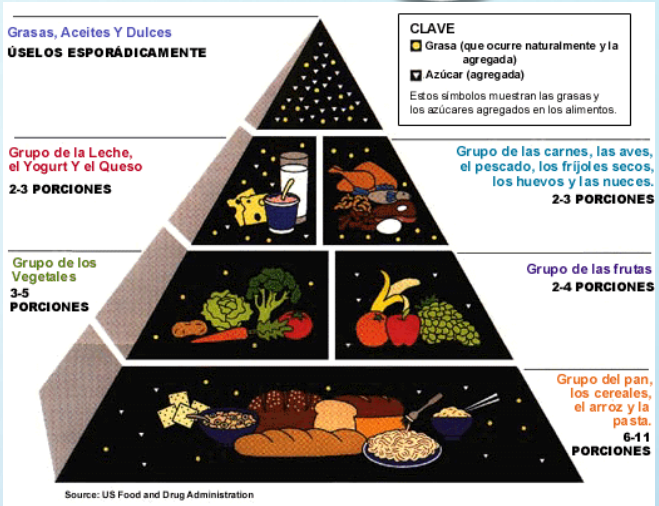 Grasas, Aceites Y Dulces
ÚSELOS ESPORÁDICAMENTE
CLAVE
Grasa (que ocurre naturalmente y la
agregada)
Azúcar (agregada)
Estos símbolos muestran las grasas y
los azúcares agregados en los alimentos.
Grupo de la Leche,
el Yogurt Y el Queso
2-3 PORCIONES
Grupo de las carnes, las aves,
el pescado, los fríjoles secos,
los huevos y las nueces.
2-3 PORCIONES
Grupo de los
Vegetales
3-5
PORCIONES
Grupo de las frutas
2-4 PORCIONES
Grupo del pan,
los cereales,
el arroz y la
pasta.
6-11
PORCIONES
Source: US Food and Drug Administration